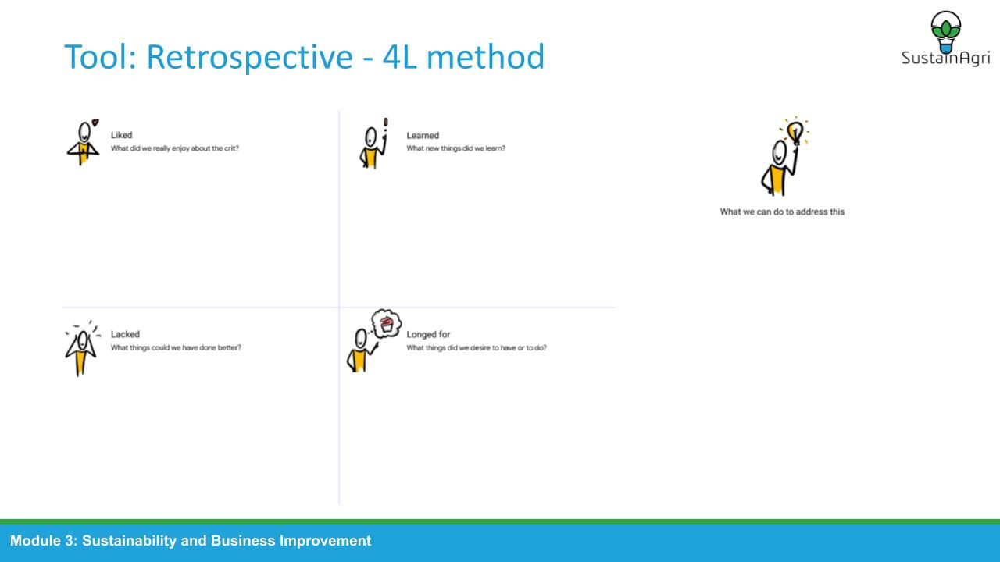 Tool: Retrospective - 4L method
SustainAgri
Liked
What did we really enjoy about the crit?
Learned
What new things did we learn?
What we can do to address this
Lacked
What things could we have done better?
Longed for
What things did we desire to have or to do?
Module 3: Sustainability and Business Improvement